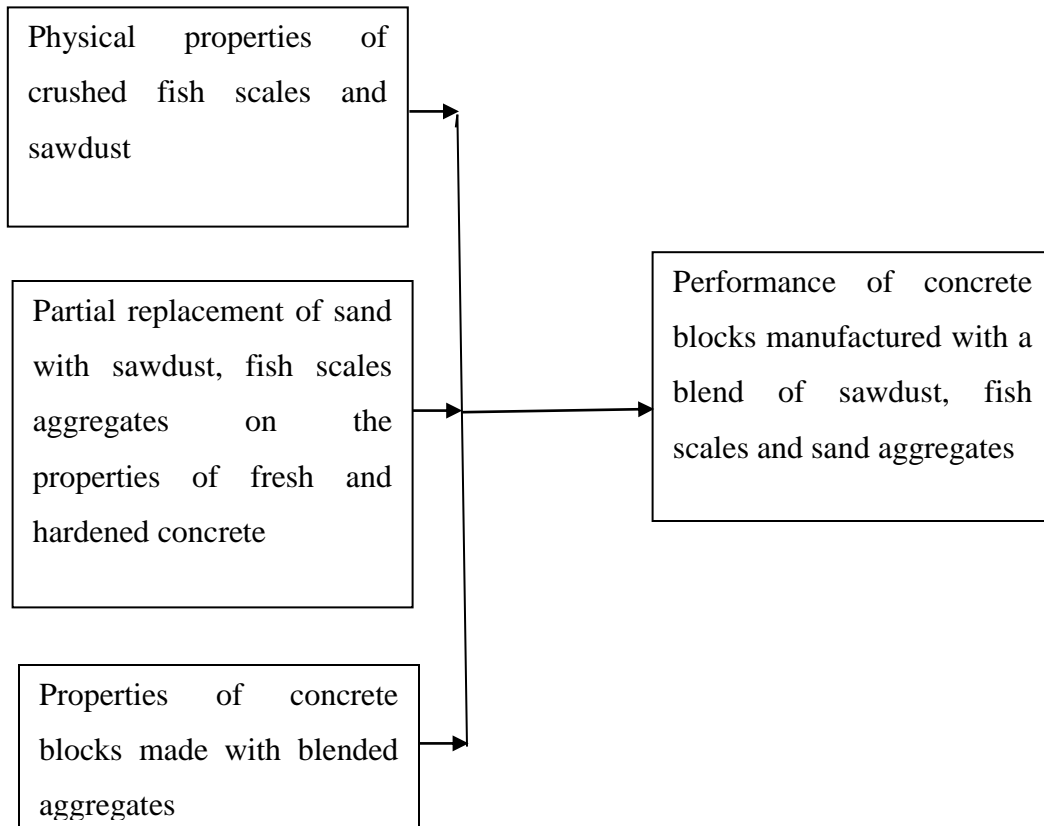 Physical properties of
crushed fish scales and
sawdust
Partial replacement of sand
with sawdust, fish scales
aggregates on the
properties of fresh and
hardened concrete
Properties of concrete
blocks made with blended
aggregates
Performance of concrete
blocks manufactured with a
blend of sawdust, fish
scales and sand aggregates